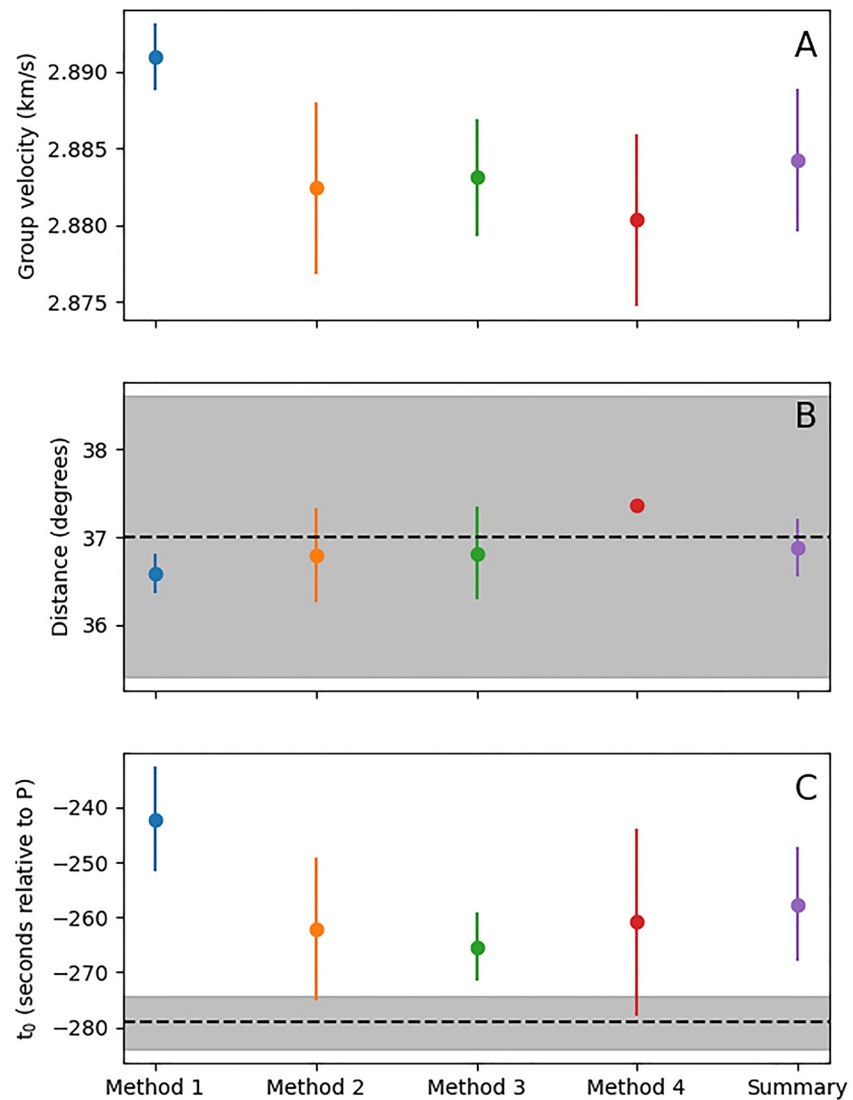 A
Group velocity (km/s)
2.890
2.885
2.880
2.875
B
Distance (degrees)
38
37
36
C
t₀ (seconds relative to P)
−240
−250
−260
−270
−280
Method 1 Method 2 Method 3 Method 4 Summary